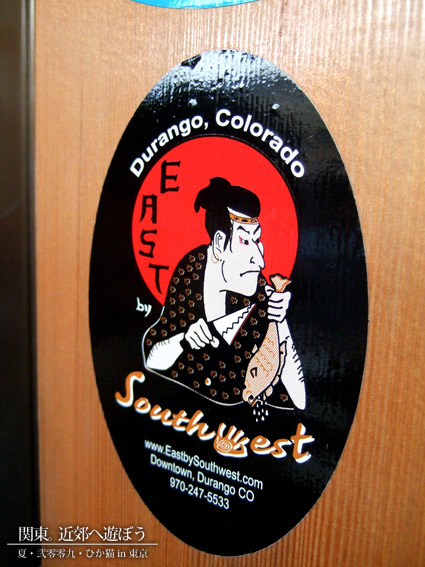 Durango, Colorado
EAST
by
Southwest
www.EastbySouthwest.com
Downtown, Durango CO
970-247-5533
関東。近郊へ遊ぼう
夏・弐零零九・ひか猫 in 東京